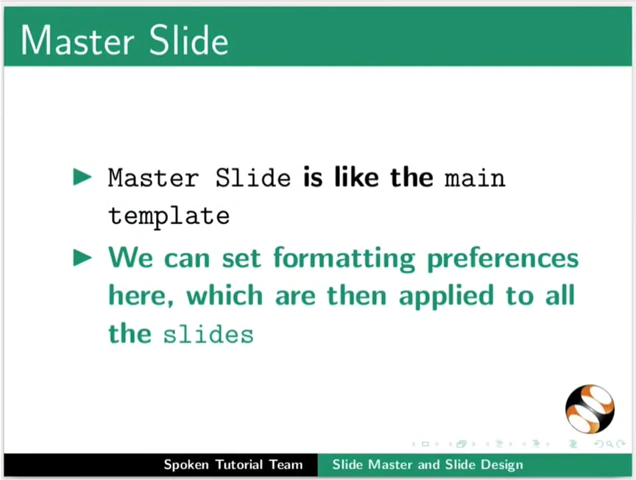 Master Slide
Master Slide is like the main
template
We can set formatting preferences
here, which are then applied to all
the slides
Spoken Tutorial Team
Slide Master and Slide Design